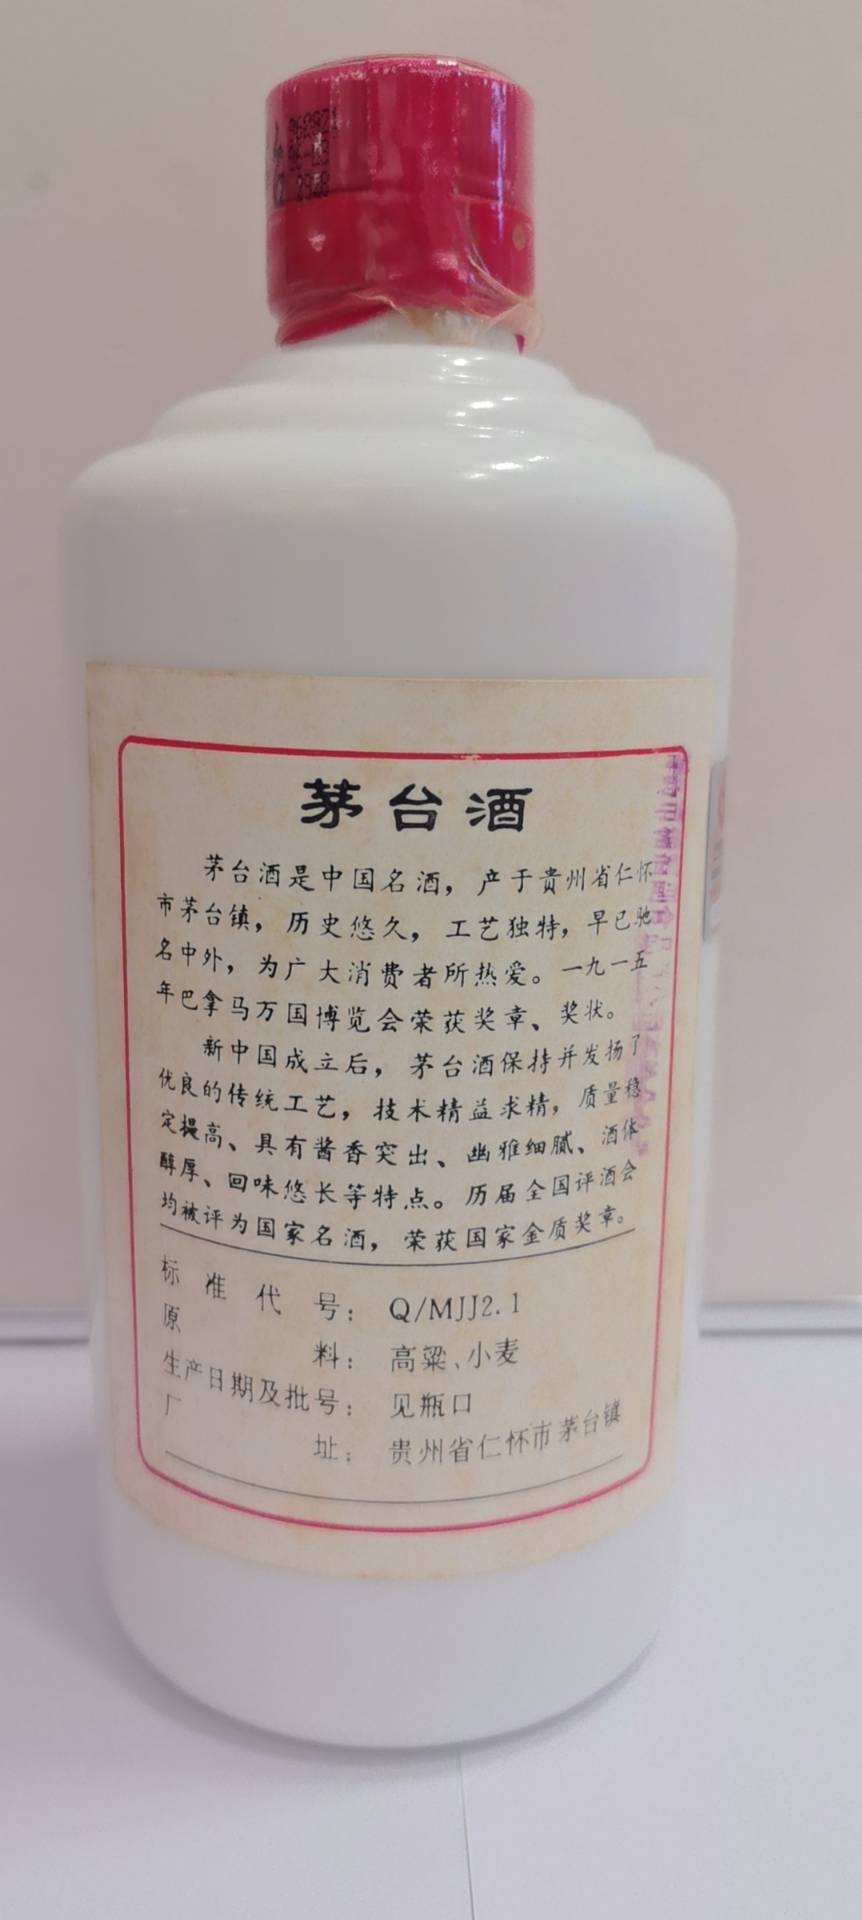 茅台酒
茅台酒是中国名酒，产于贵州省仁怀
市茅台镇，历史悠久，工艺独特，早已驰
名中外，为广大消费者所热爱。一九一五
年巴拿马万国博览会荣获奖章、奖状。
新中国成立后，茅台酒保持并发扬了
优良的传统工艺，技术精益求精，质量稳
定提高、具有酱香突出、幽雅细腻、酒体
醇厚、回味悠长等特点。历届全国评酒会
均被评为国家名酒，荣获国家金质奖章。
标准代号：Q/MJJ2.1
原料：高粱、小麦
生产日期及批号：见瓶口
厂址：贵州省仁怀市茅台镇